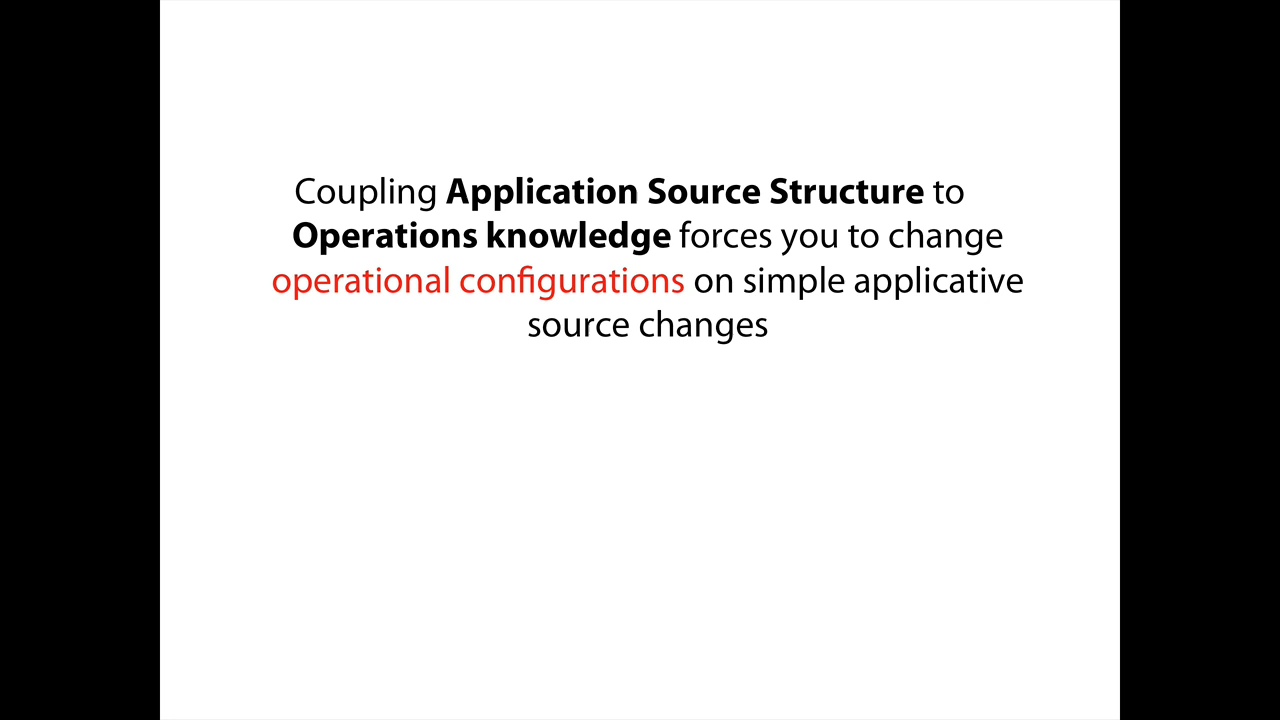 Coupling Application Source Structure to
Operations knowledge forces you to change
operational configurations on simple applicative
source changes